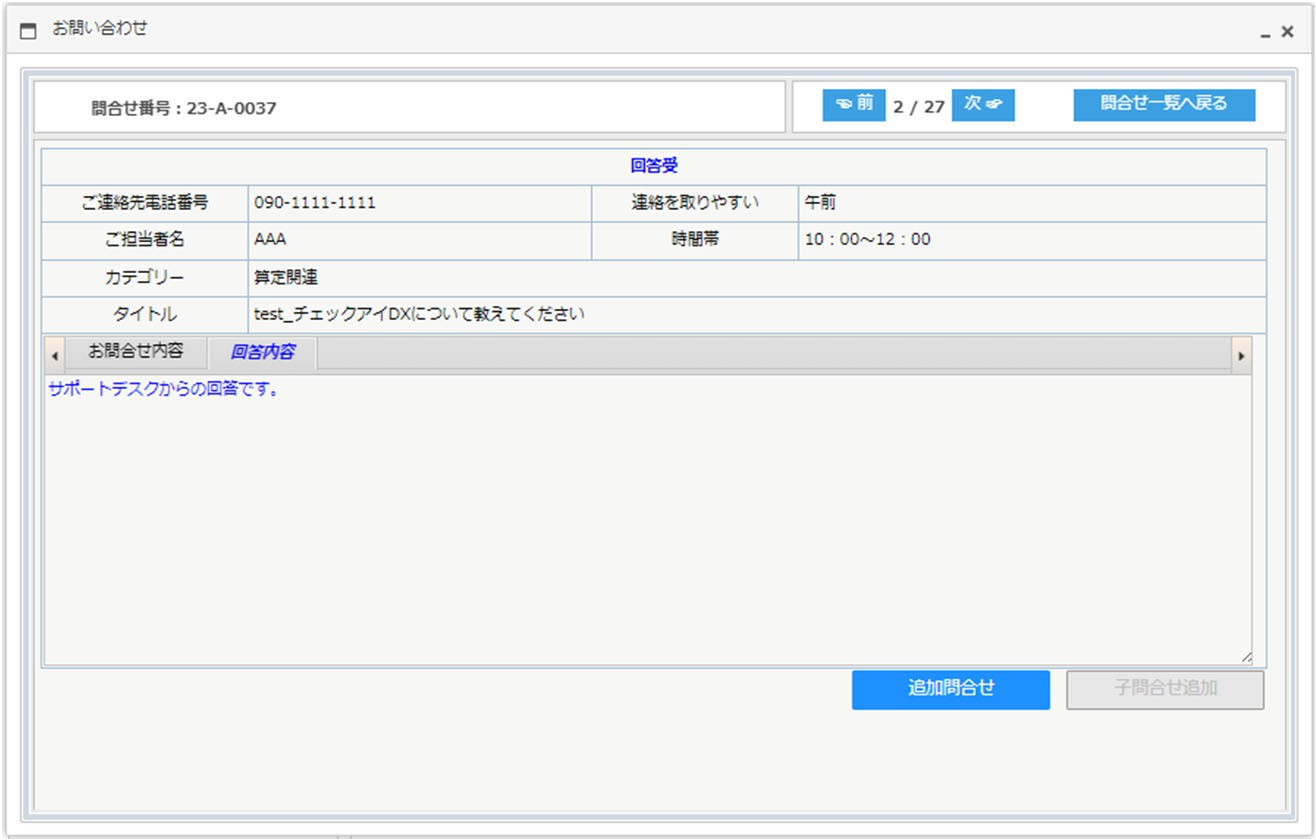 お問い合わせ
問合せ番号：23-A-0037
前 2 / 27 次 問合せ一覧へ戻る
回答受
ご連絡先電話番号 090-1111-1111 連絡を取りやすい 午前
ご担当者名 AAA 時間帯 10：00～12：00
カテゴリー 算定関連
タイトル test_チェックアイDXについて教えてください
お問合せ内容 回答内容
サポートデスクからの回答です。
追加問合せ 子問合せ追加